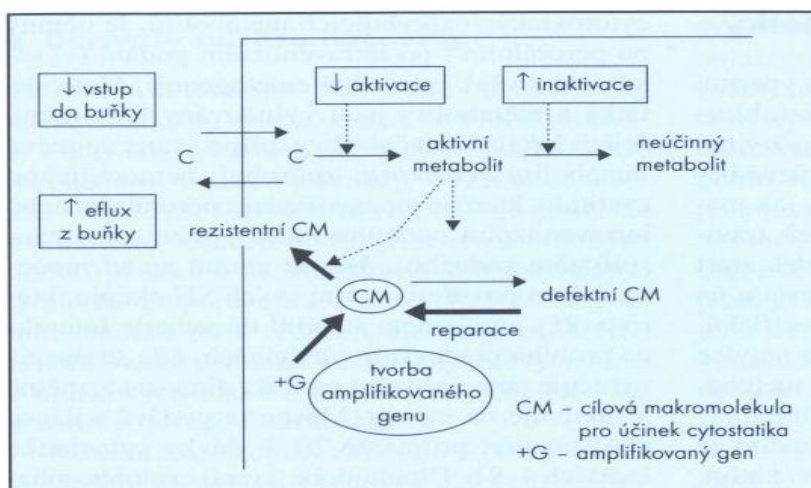 ↓ vstup
do buňky
↓ aktivace
↑ inaktivace
C
C
aktivní
metabolit
neúčinný
metabolit
↑ eflux
z buňky
rezistentní CM
CM
defektní CM
reparace
+G
tvorba
amplifikovaného
genu
CM – cílová makromolekula
pro účinek cytostatika
+G – amplifikovaný gen